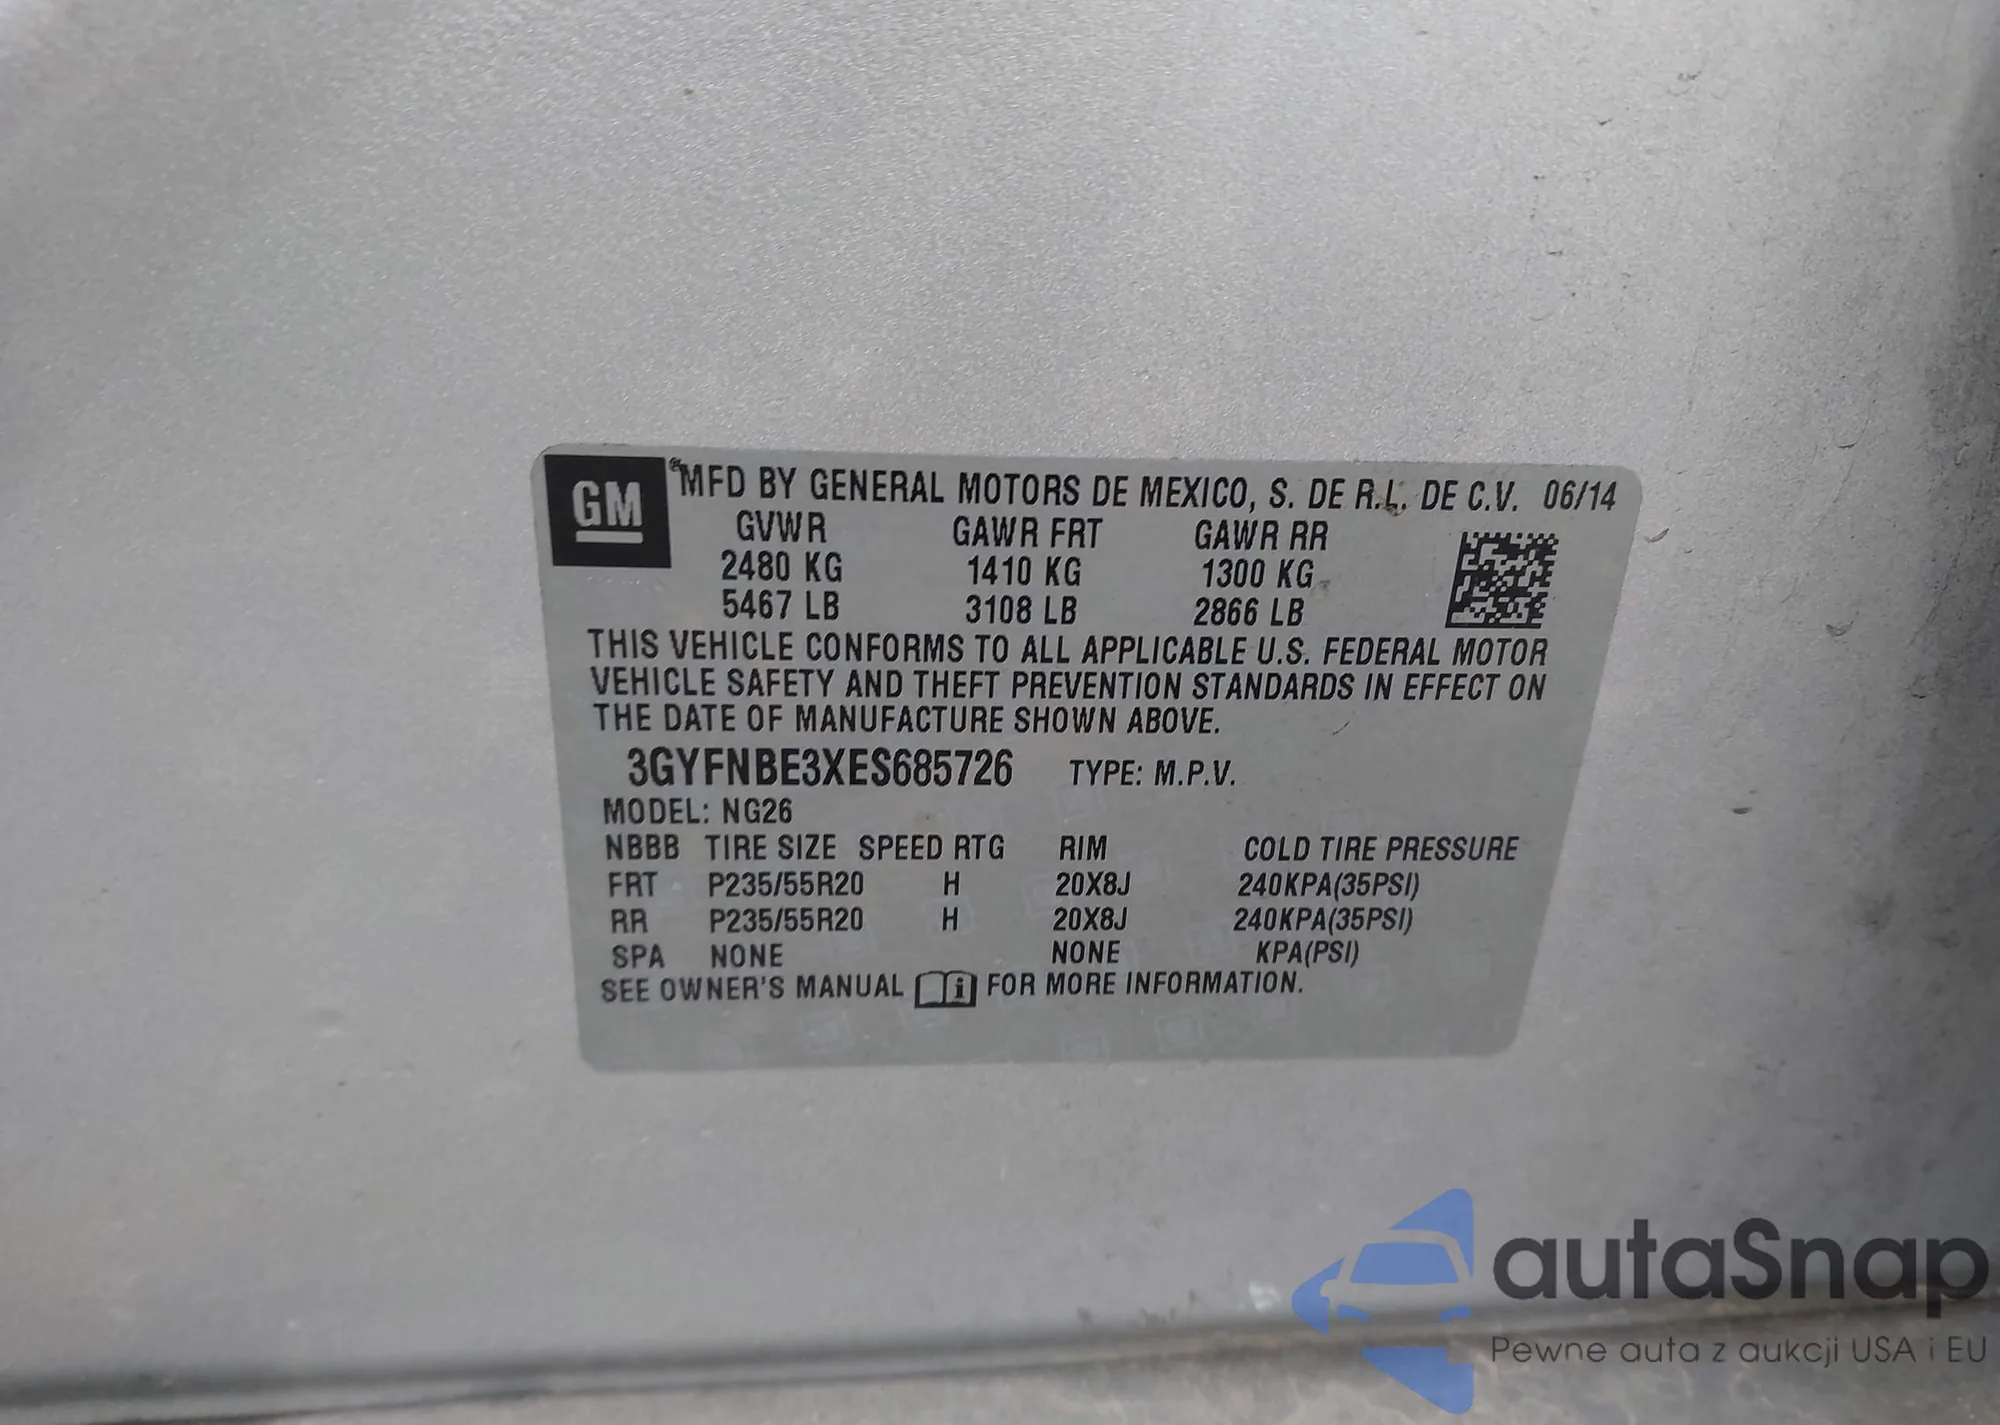 GM
® MFD BY GENERAL MOTORS DE MEXICO, S. DE R.L. DE C.V. 06/14
GVWR GAWR FRT GAWR RR
2480 KG 1410 KG 1300 KG
5467 LB 3108 LB 2866 LB
THIS VEHICLE CONFORMS TO ALL APPLICABLE U.S. FEDERAL MOTOR
VEHICLE SAFETY AND THEFT PREVENTION STANDARDS IN EFFECT ON
THE DATE OF MANUFACTURE SHOWN ABOVE.
3GYFNBE3XES685726 TYPE: M.P.V.
MODEL: NG26
NBBB TIRE SIZE SPEED RTG RIM COLD TIRE PRESSURE
FRT P235/55R20 H 20X8J 240KPA(35PSI)
RR P235/55R20 H 20X8J 240KPA(35PSI)
SPA NONE NONE KPA(PSI)
SEE OWNER'S MANUAL i FOR MORE INFORMATION.
autaSnap
Pewne auta z aukcji USA i EU